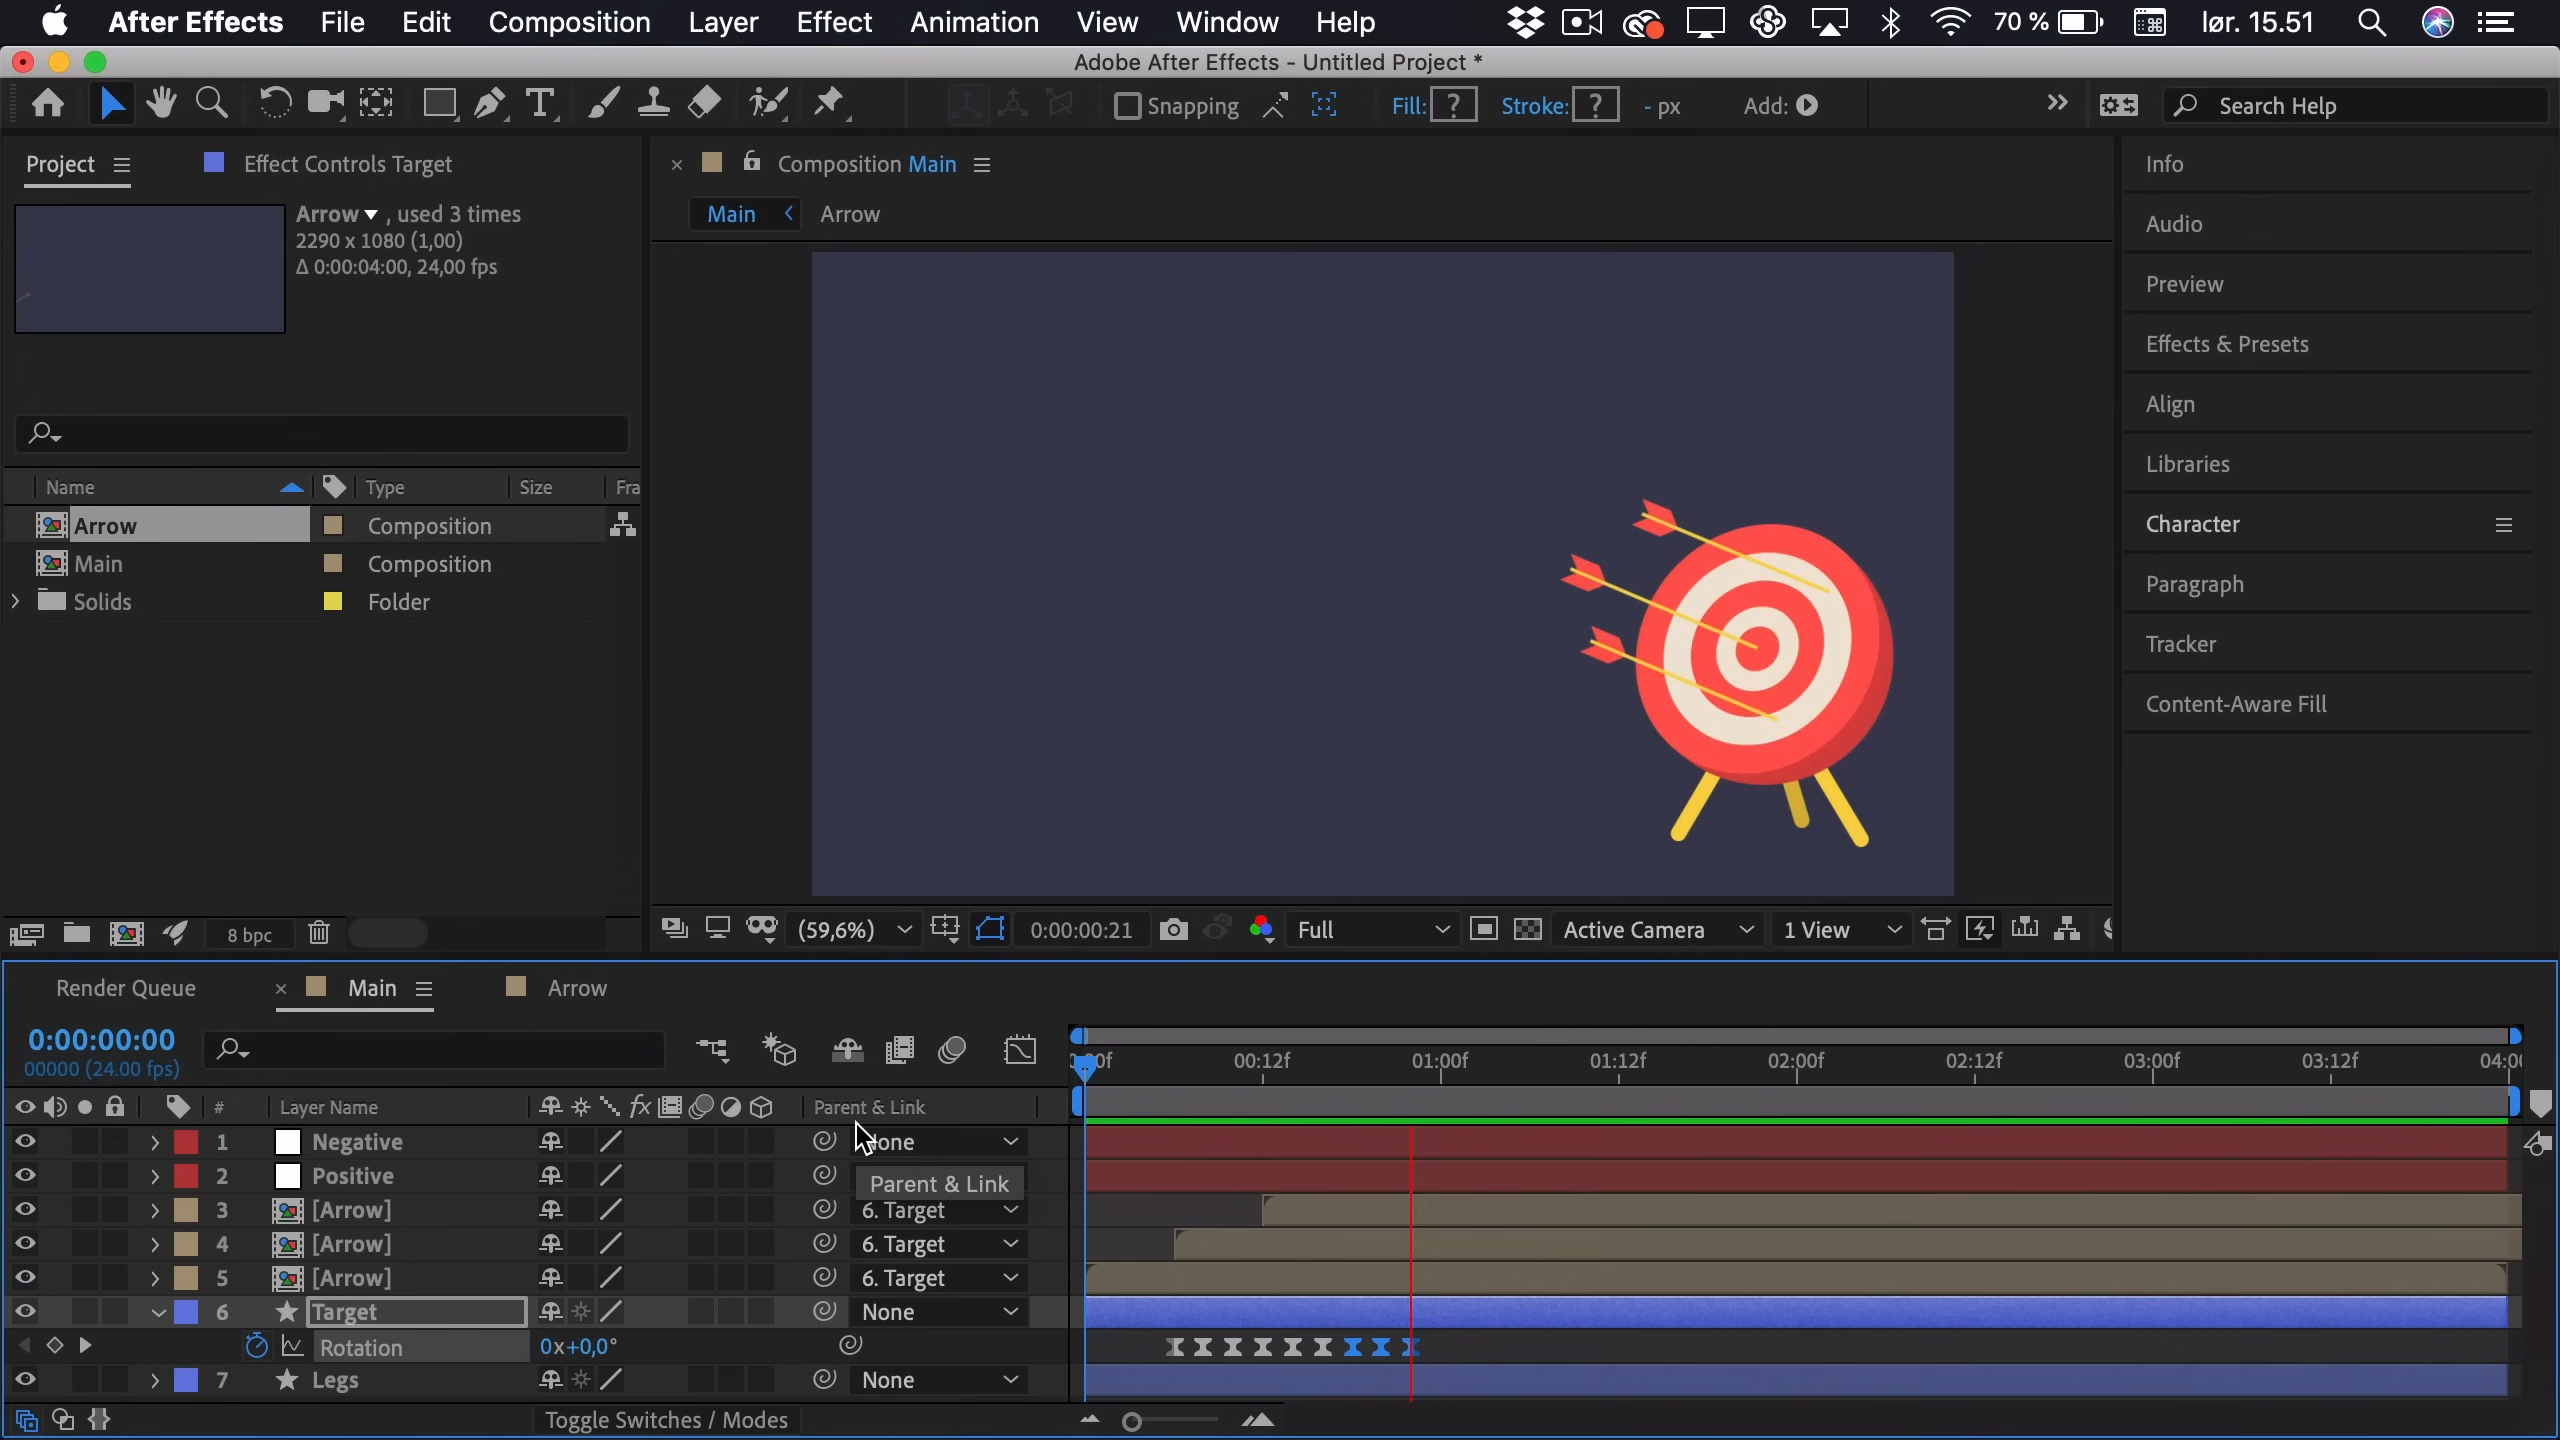 After Effects File Edit Composition Layer Effect Animation View Window Help 70 % lør. 15.51
Adobe After Effects - Untitled Project *
Snapping Fill: ? Stroke: ? - px Add: Search Help
Project Effect Controls Target
Composition Main
Main Arrow
Arrow , used 3 times
2290 x 1080 (1,00)
Δ 0:00:04:00, 24,00 fps
Name Type Size Fra
Arrow Composition
Main Composition
Solids Folder
8 bpc
(59,6%) 0:00:00:21 Full Active Camera 1 View
Info
Audio
Preview
Effects & Presets
Align
Libraries
Character
Paragraph
Tracker
Content-Aware Fill
Render Queue Main Arrow
0:00:00:00
00000 (24.00 fps)
00:12f 01:00f 01:12f 02:00f 02:12f 03:00f 03:12f
# Layer Name fx Parent & Link
1 Negative
2 Positive
Parent & Link
3 [Arrow] 6. Target
4 [Arrow] 6. Target
5 [Arrow] 6. Target
6 Target None
Rotation 0x+0,0°
7 Legs None
Toggle Switches / Modes